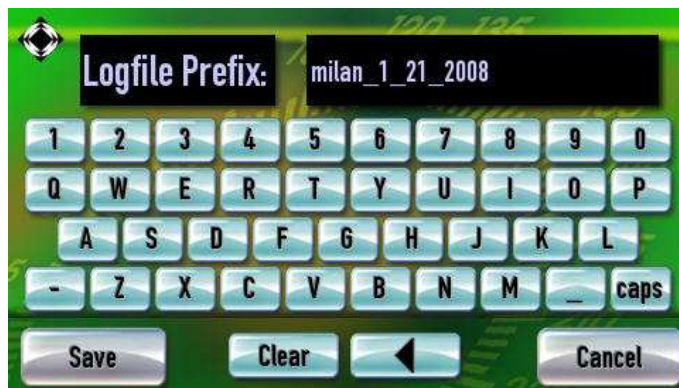 Logfile Prefix: milan_1_21_2008
1 2 3 4 5 6 7 8 9 0
Q W E R T Y U I O P
A S D F G H J K L
- Z X C V B N M _ caps
Save Clear Cancel